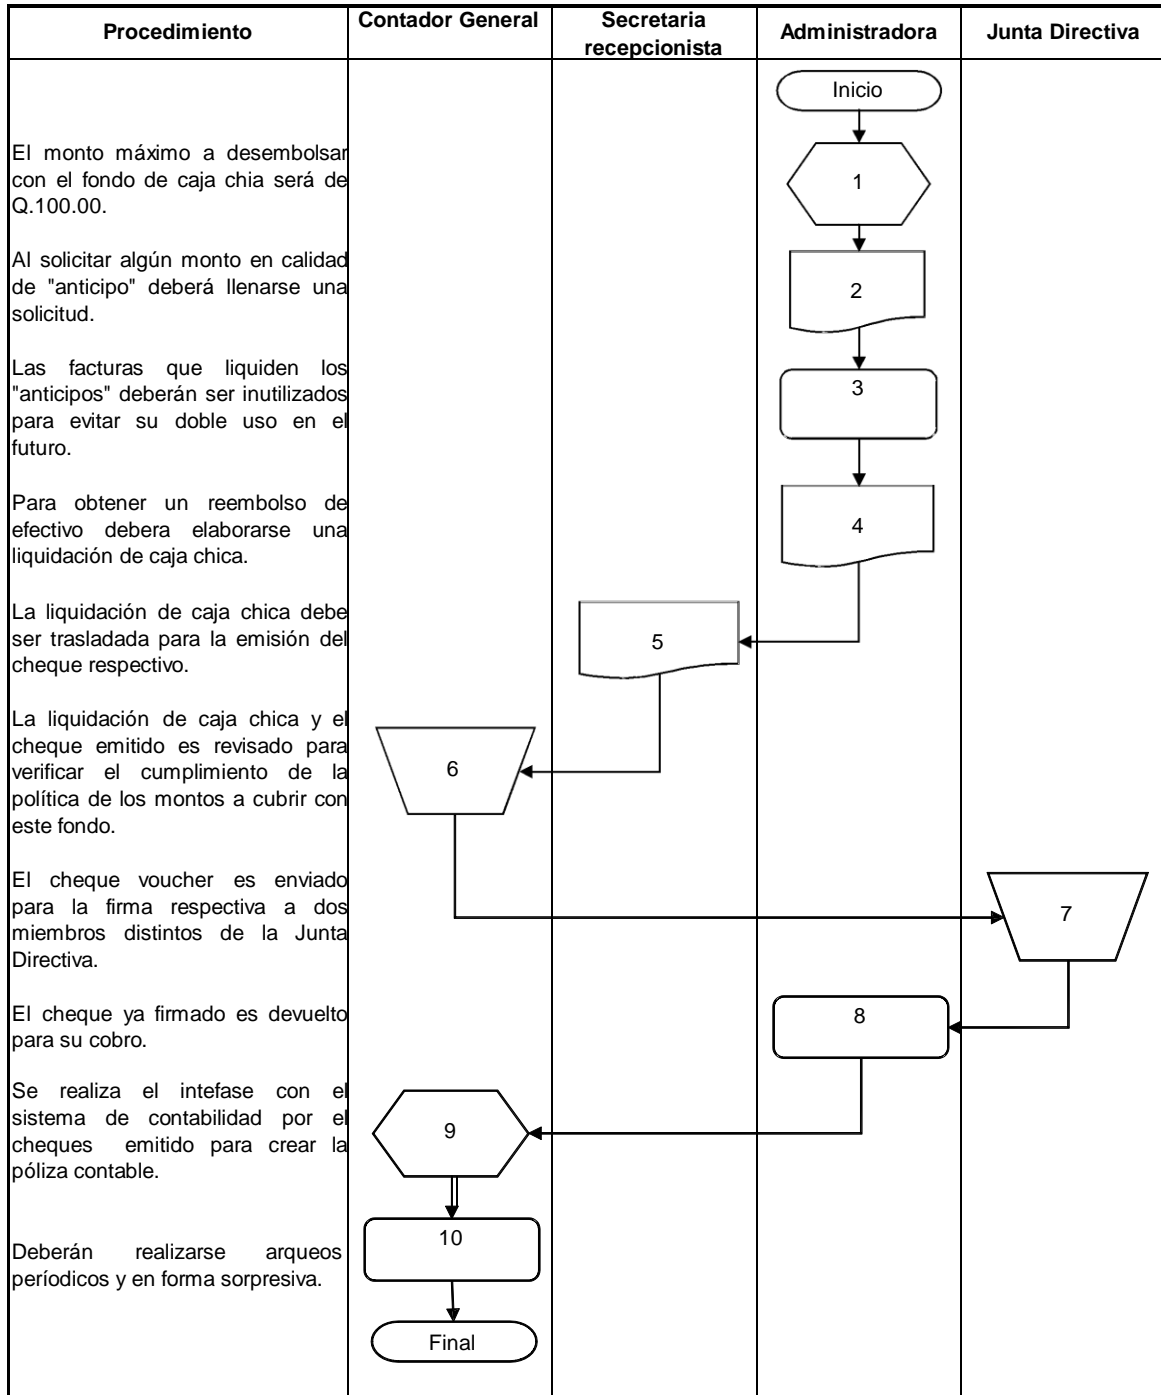 Procedimiento
Contador General
Secretaria
recepcionista
Administradora
Junta Directiva
Inicio
El monto máximo a desembolsar
con el fondo de caja chia será de
Q.100.00.
1
Al solicitar algún monto en calidad
de "anticipo" deberá llenarse una
solicitud.
2
Las facturas que liquiden los
"anticipos" deberán ser inutilizados
para evitar su doble uso en el
futuro.
3
Para obtener un reembolso de
efectivo debera elaborarse una
liquidación de caja chica.
4
La liquidación de caja chica debe
ser trasladada para la emisión del
cheque respectivo.
5
La liquidación de caja chica y el
cheque emitido es revisado para
verificar el cumplimiento de la
política de los montos a cubrir con
este fondo.
6
El cheque voucher es enviado
para la firma respectiva a dos
miembros distintos de la Junta
Directiva.
7
El cheque ya firmado es devuelto
para su cobro.
8
Se realiza el intefase con el
sistema de contabilidad por el
cheques emitido para crear la
póliza contable.
9
Deberán realizarse arqueos
períodicos y en forma sorpresiva.
10
Final